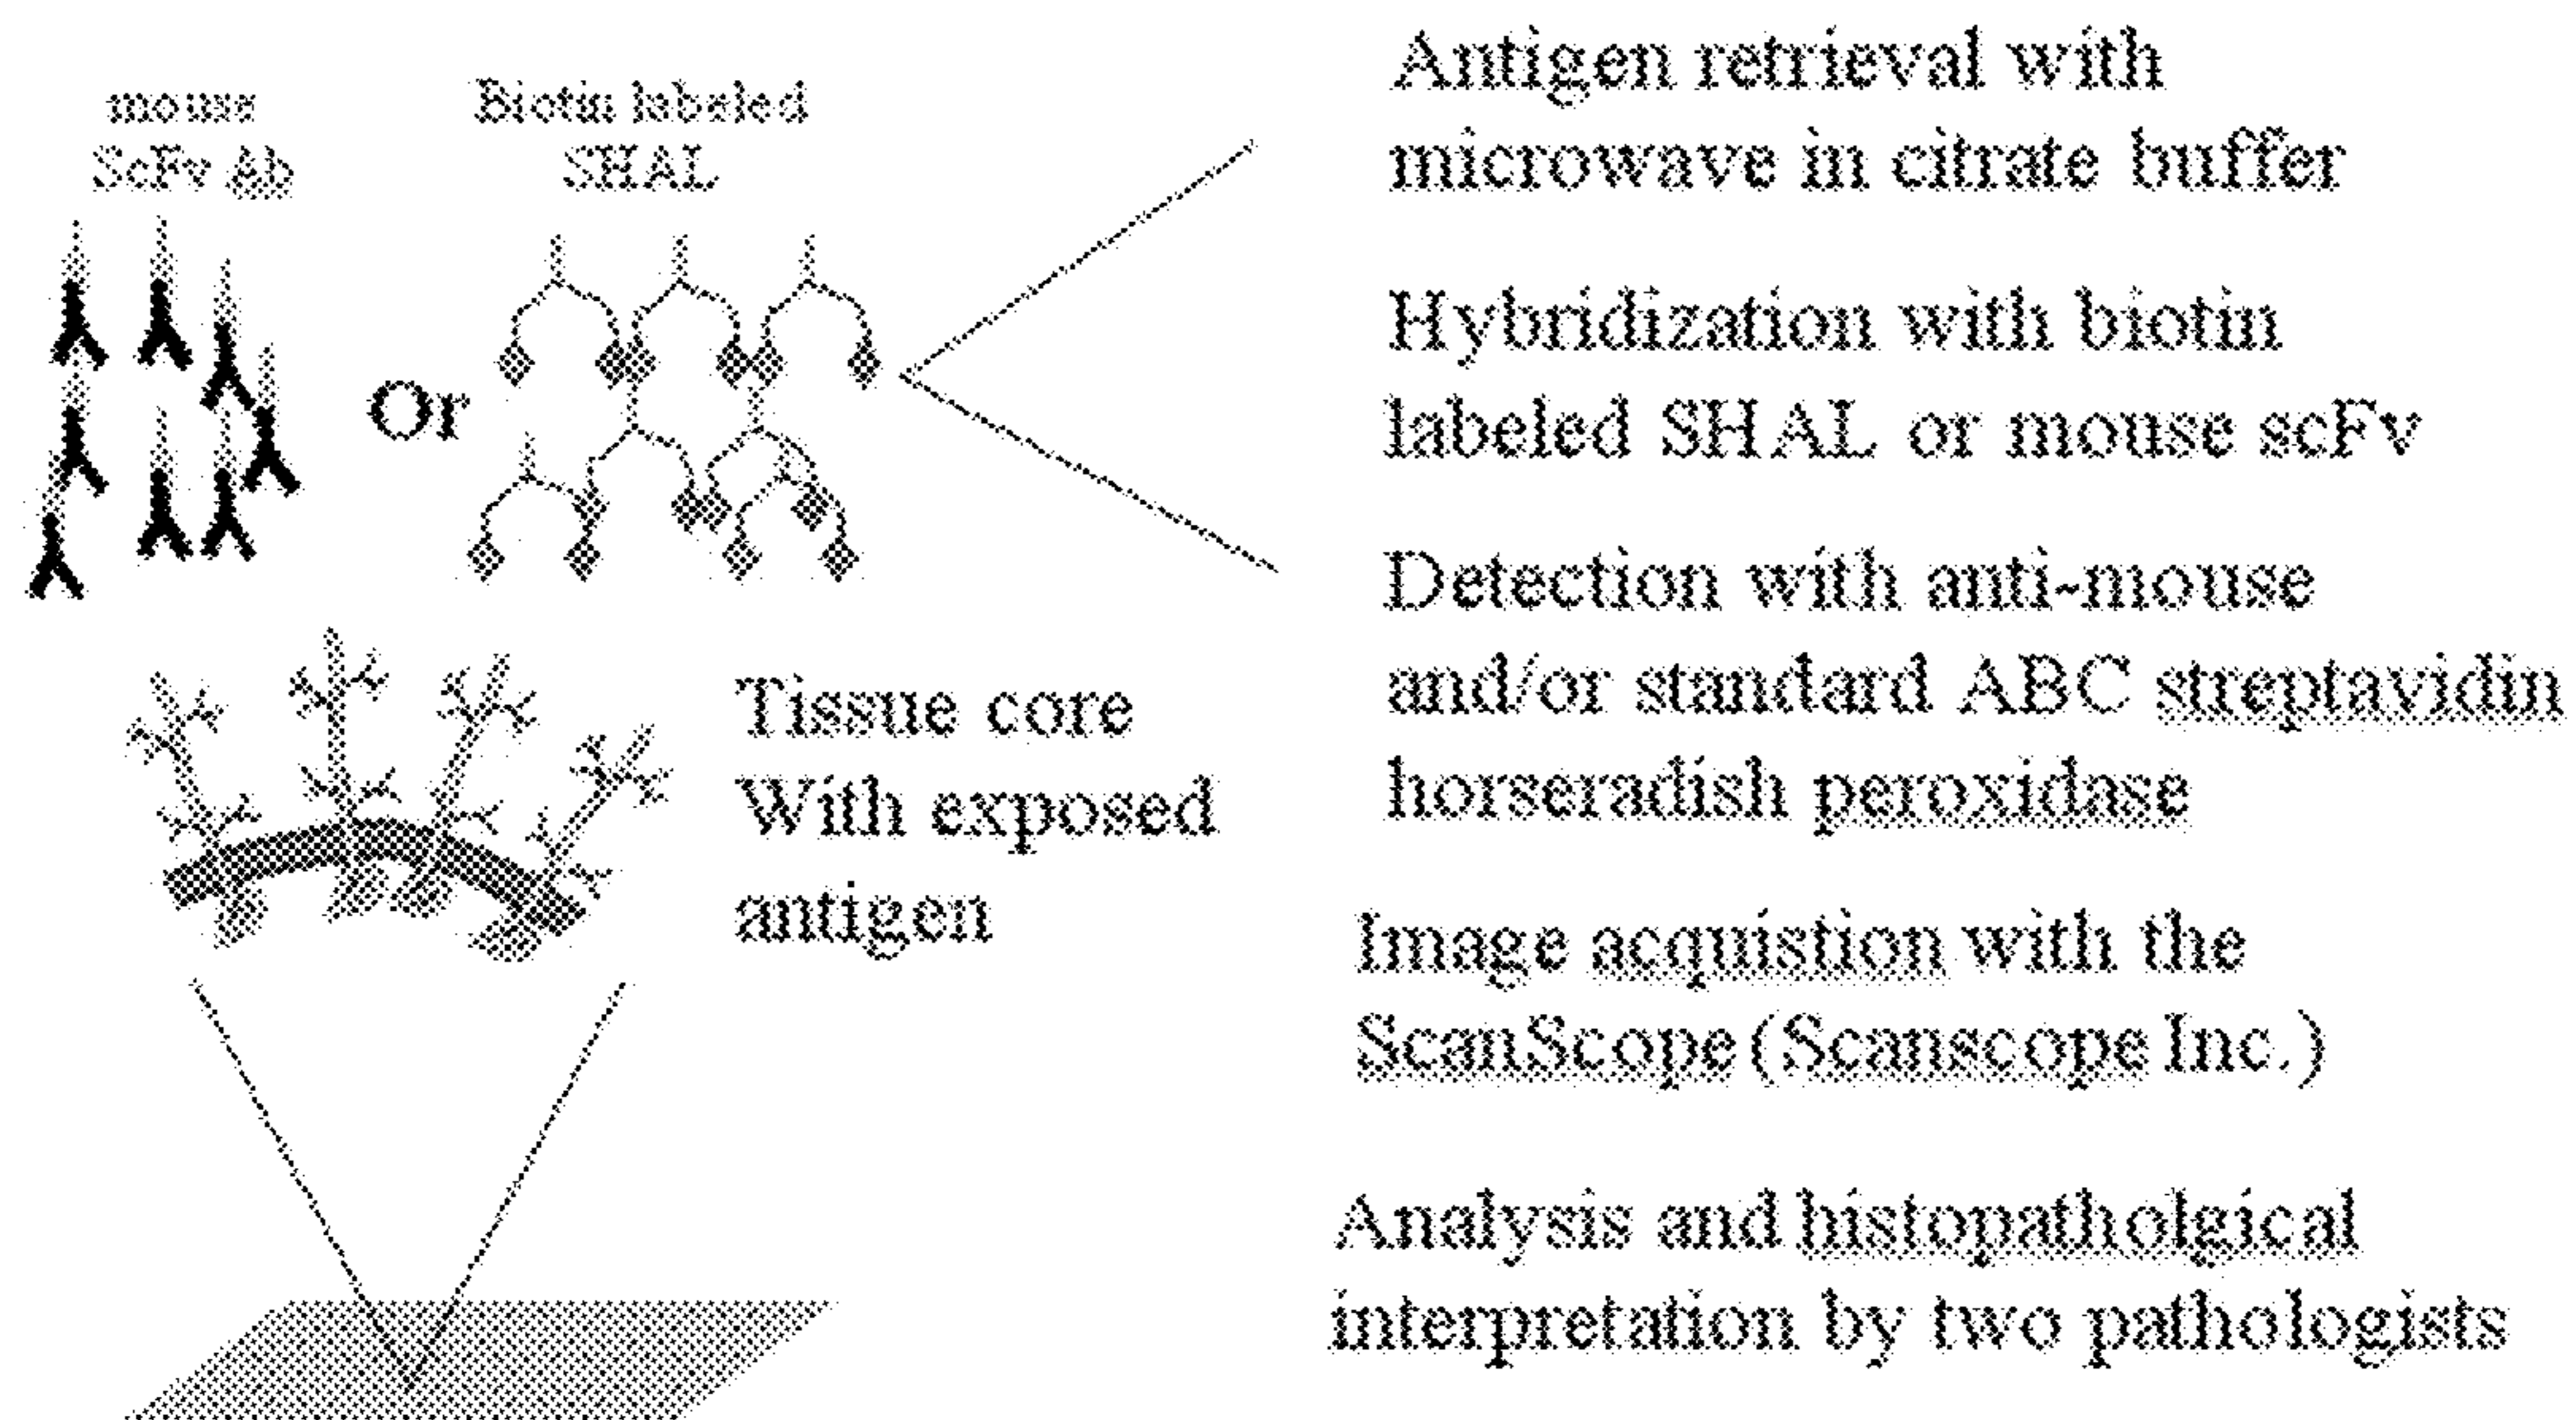 mouse
ScFv Ab
Biotin labeled
SHAL
Or
Tissue core
With exposed
antigen
Antigen retrieval with
microwave in citrate buffer
Hybridization with biotin
labeled SHAL or mouse scFv
Detection with anti-mouse
and/or standard ABC streptavidin
horseradish peroxidase
Image acquistion with the
ScanScope (Scanscope Inc.)
Analysis and histopatholgical
interpretation by two pathologists